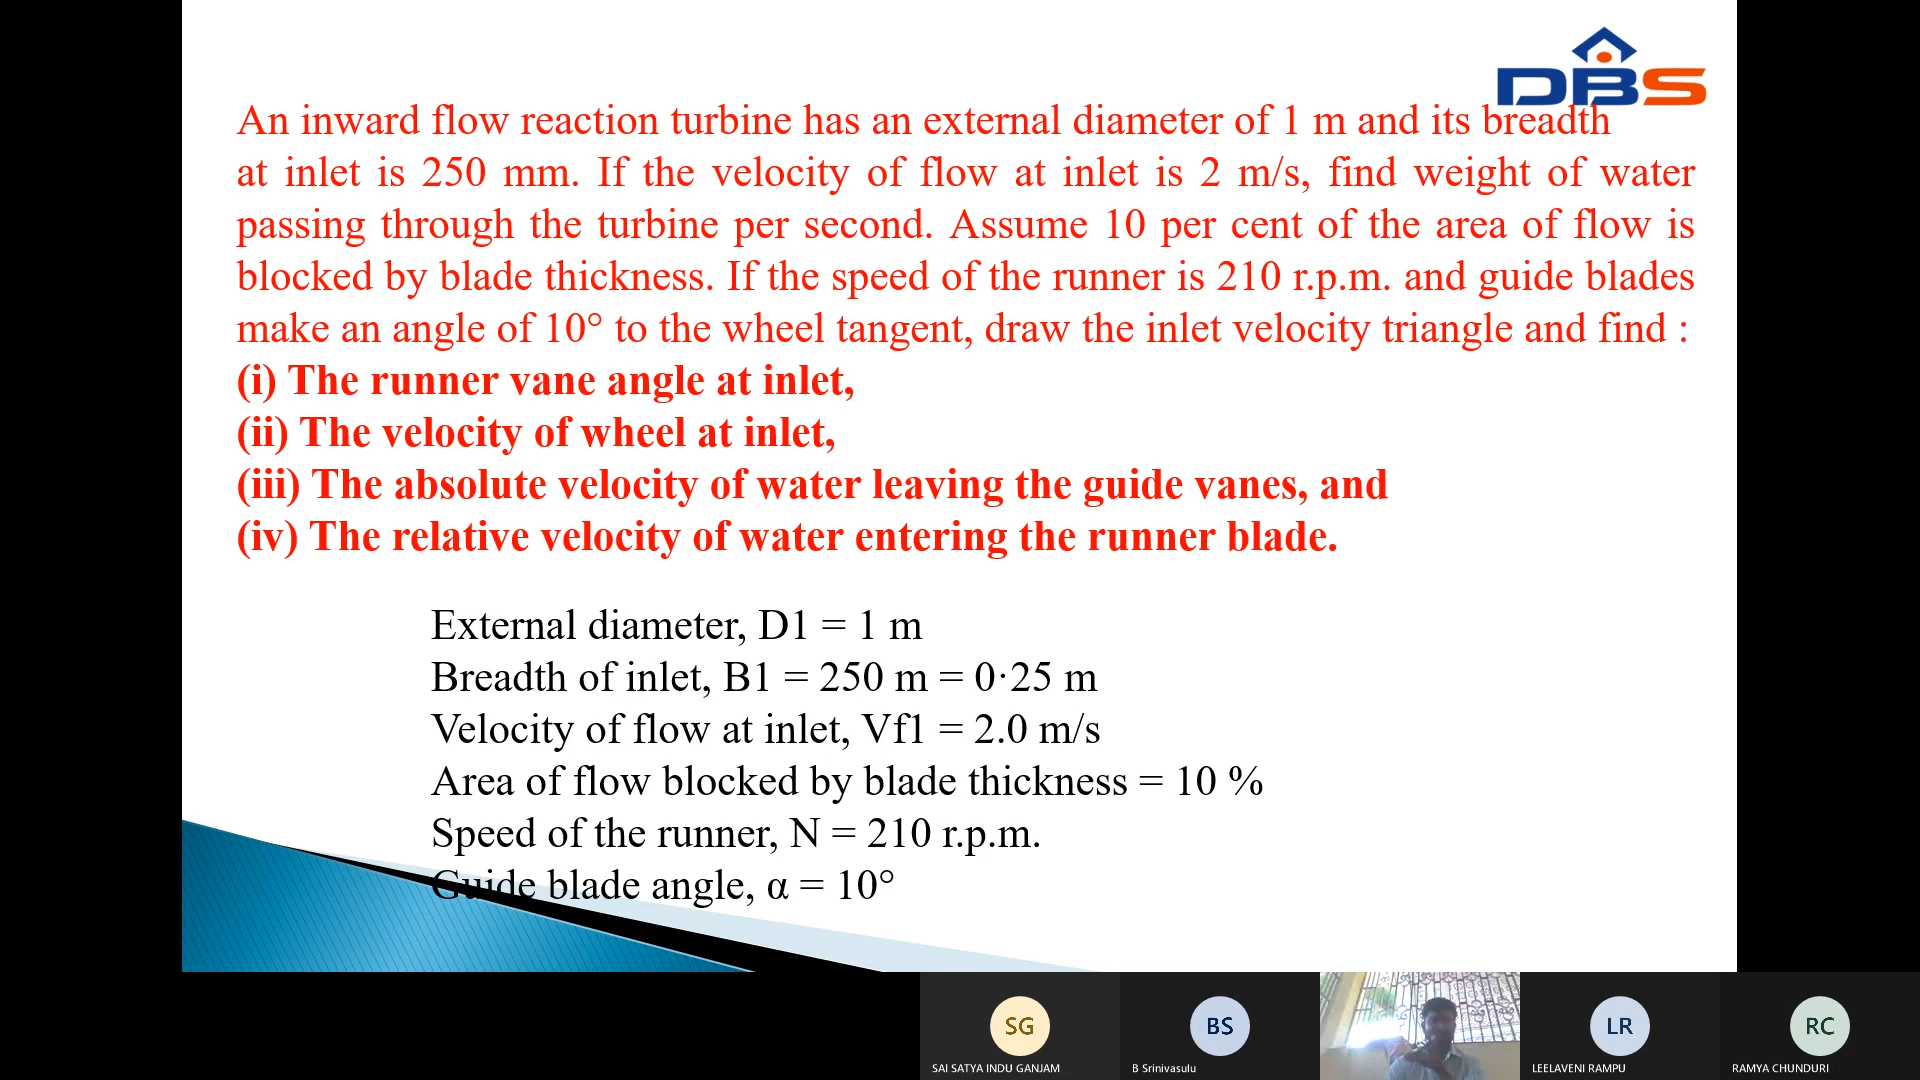 DBS
An inward flow reaction turbine has an external diameter of 1 m and its breadth
at inlet is 250 mm. If the velocity of flow at inlet is 2 m/s, find weight of water
passing through the turbine per second. Assume 10 per cent of the area of flow is
blocked by blade thickness. If the speed of the runner is 210 r.p.m. and guide blades
make an angle of 10° to the wheel tangent, draw the inlet velocity triangle and find :
(i) The runner vane angle at inlet,
(ii) The velocity of wheel at inlet,
(iii) The absolute velocity of water leaving the guide vanes, and
(iv) The relative velocity of water entering the runner blade.
External diameter, D1 = 1 m
Breadth of inlet, B1 = 250 m = 0·25 m
Velocity of flow at inlet, Vf1 = 2.0 m/s
Area of flow blocked by blade thickness = 10 %
Speed of the runner, N = 210 r.p.m.
Guide blade angle, α = 10°
SG
BS
LR
RC
SAI SATYA INDU GANJAM
B Srinivasulu
LEELAVENI RAMPU
RAMYA CHUNDURI